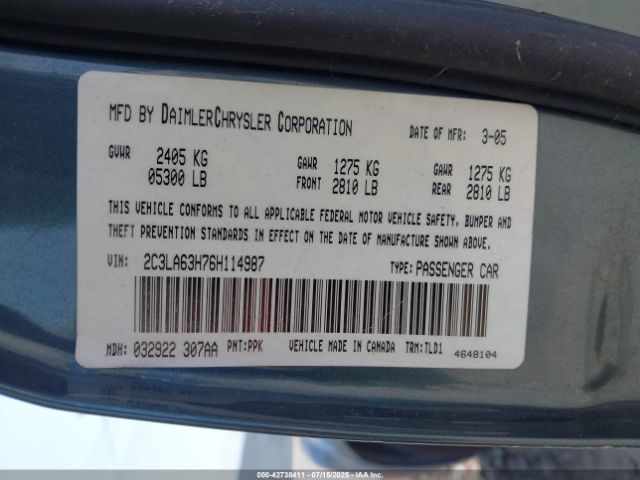 MFD BY DAIMLERCHRYSLER CORPORATION DATE OF MFR: 3-05
GVWR 2405 KG GAWR 1275 KG GAWR 1275 KG
05300 LB FRONT 2810 LB REAR 2810 LB
THIS VEHICLE CONFORMS TO ALL APPLICABLE FEDERAL MOTOR VEHICLE SAFETY, BUMPER AND
THEFT PREVENTION STANDARDS IN EFFECT ON THE DATE OF MANUFACTURE SHOWN ABOVE.
VIN: 2C3LA63H76H114987 TYPE: PASSENGER CAR
MDH: 032922 307AA PNT:PPK VEHICLE MADE IN CANADA TRM:TLD1 4648104
000-42738411 - 07/15/2025 - IAA Corp.